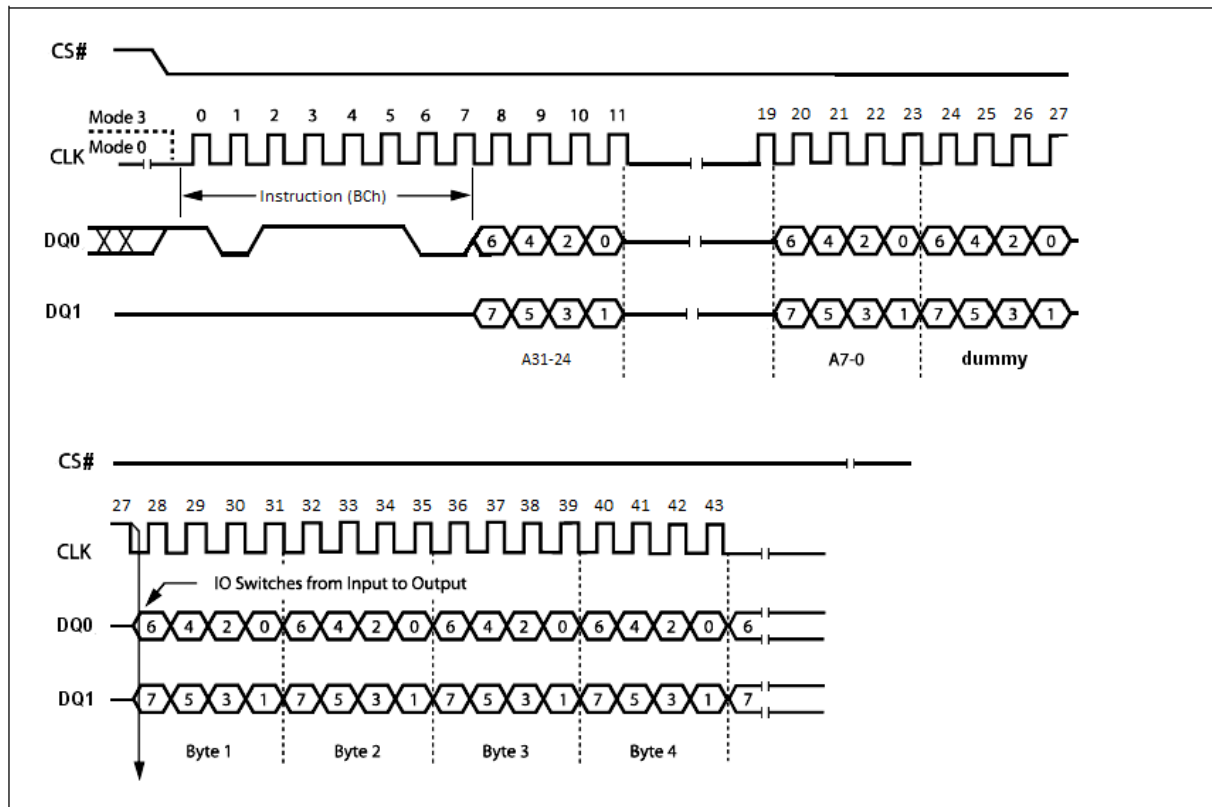 CS#
Mode 3
0 1 2 3 4 5 6 7 8 9 10 11 19 20 21 22 23 24 25 26 27
Mode 0
CLK
Instruction (BCh)
DQ0 6 4 2 0 6 4 2 0 6 4 2 0
DQ1 7 5 3 1 7 5 3 1 7 5 3 1
A31-24 A7-0 dummy
CS#
27 28 29 30 31 32 33 34 35 36 37 38 39 40 41 42 43
CLK
IO Switches from Input to Output
DQ0 6 4 2 0 6 4 2 0 6 4 2 0 6 4 2 0 6
DQ1 7 5 3 1 7 5 3 1 7 5 3 1 7 5 3 1 7
Byte 1 Byte 2 Byte 3 Byte 4